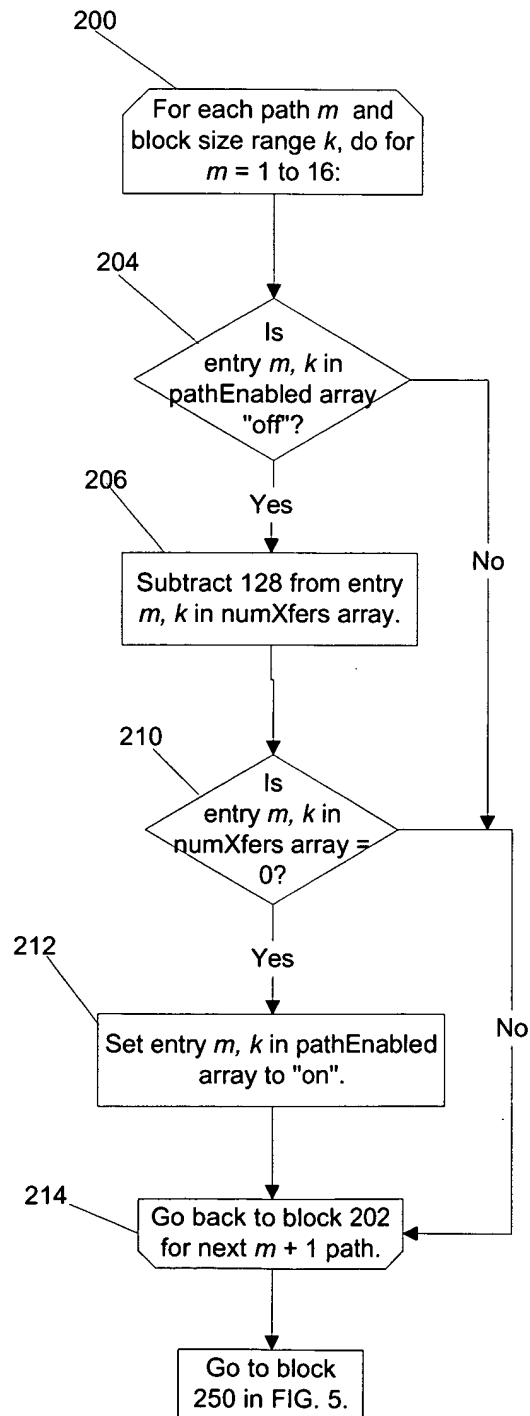 200
For each path m and
block size range k, do for
m = 1 to 16:
204
Is
entry m, k in
pathEnabled array
"off"?
206
Yes
No
Subtract 128 from entry
m, k in numXfers array.
210
Is
entry m, k in
numXfers array =
0?
212
Yes
No
Set entry m, k in pathEnabled
array to "on".
214
Go back to block 202
for next m + 1 path.
Go to block
250 in FIG. 5.